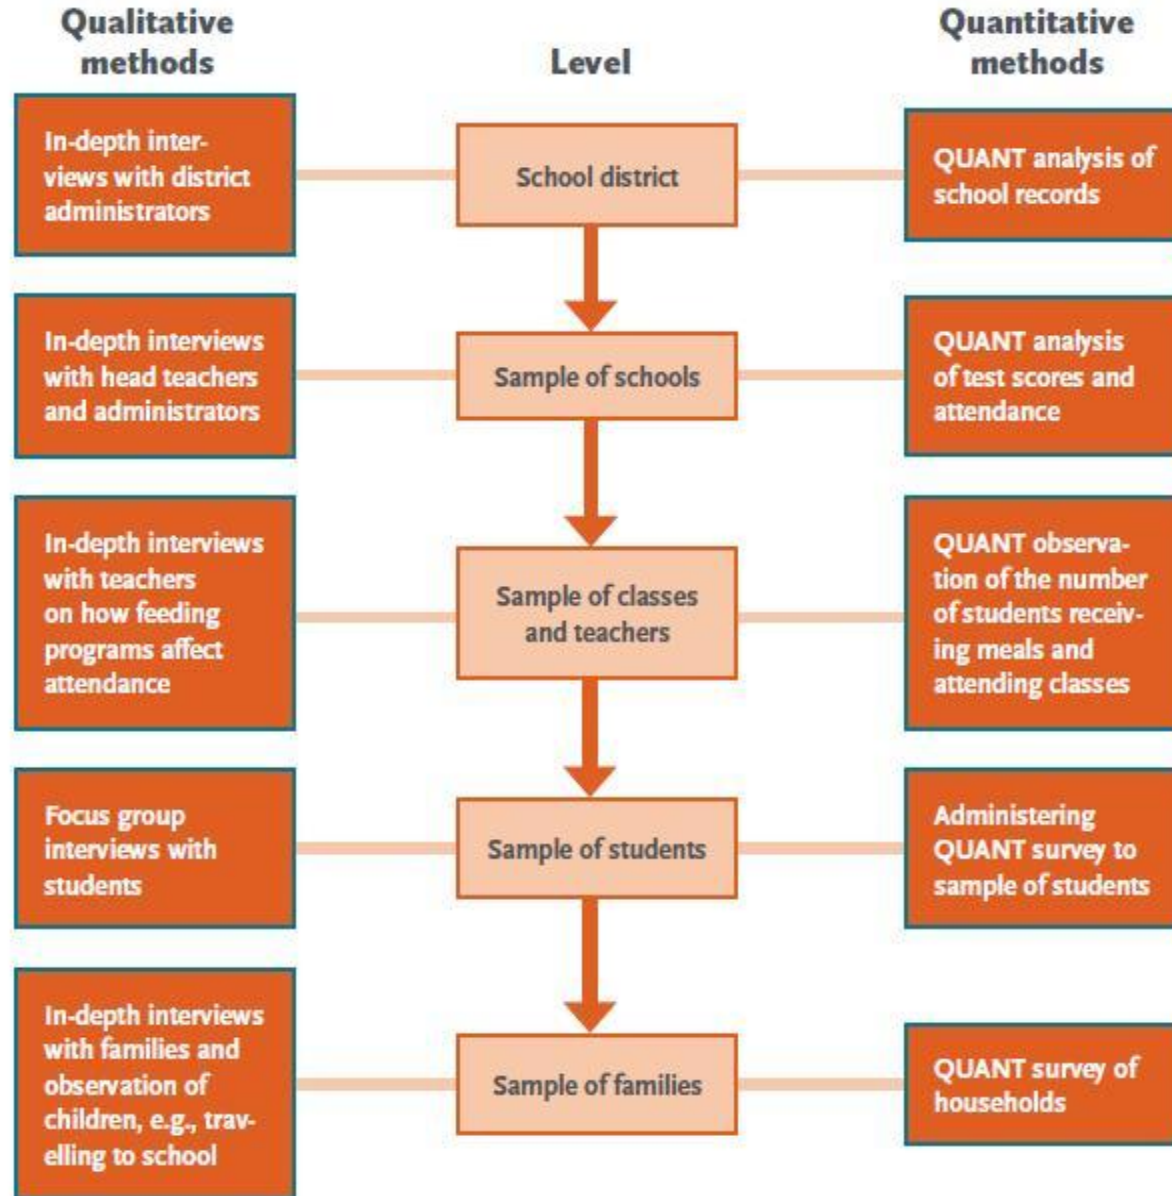 Qualitative
methods
Level
Quantitative
methods
In-depth inter-
views with district
administrators
School district
QUANT analysis of
school records
In-depth interviews
with head teachers
and administrators
Sample of schools
QUANT analysis
of test scores and
attendance
In-depth interviews
with teachers
on how feeding
programs affect
attendance
Sample of classes
and teachers
QUANT observa-
tion of the number
of students receiv-
ing meals and
attending classes
Focus group
interviews with
students
Sample of students
Administering
QUANT survey to
sample of students
In-depth interviews
with families and
observation of
children, e.g., trav-
elling to school
Sample of families
QUANT survey of
households